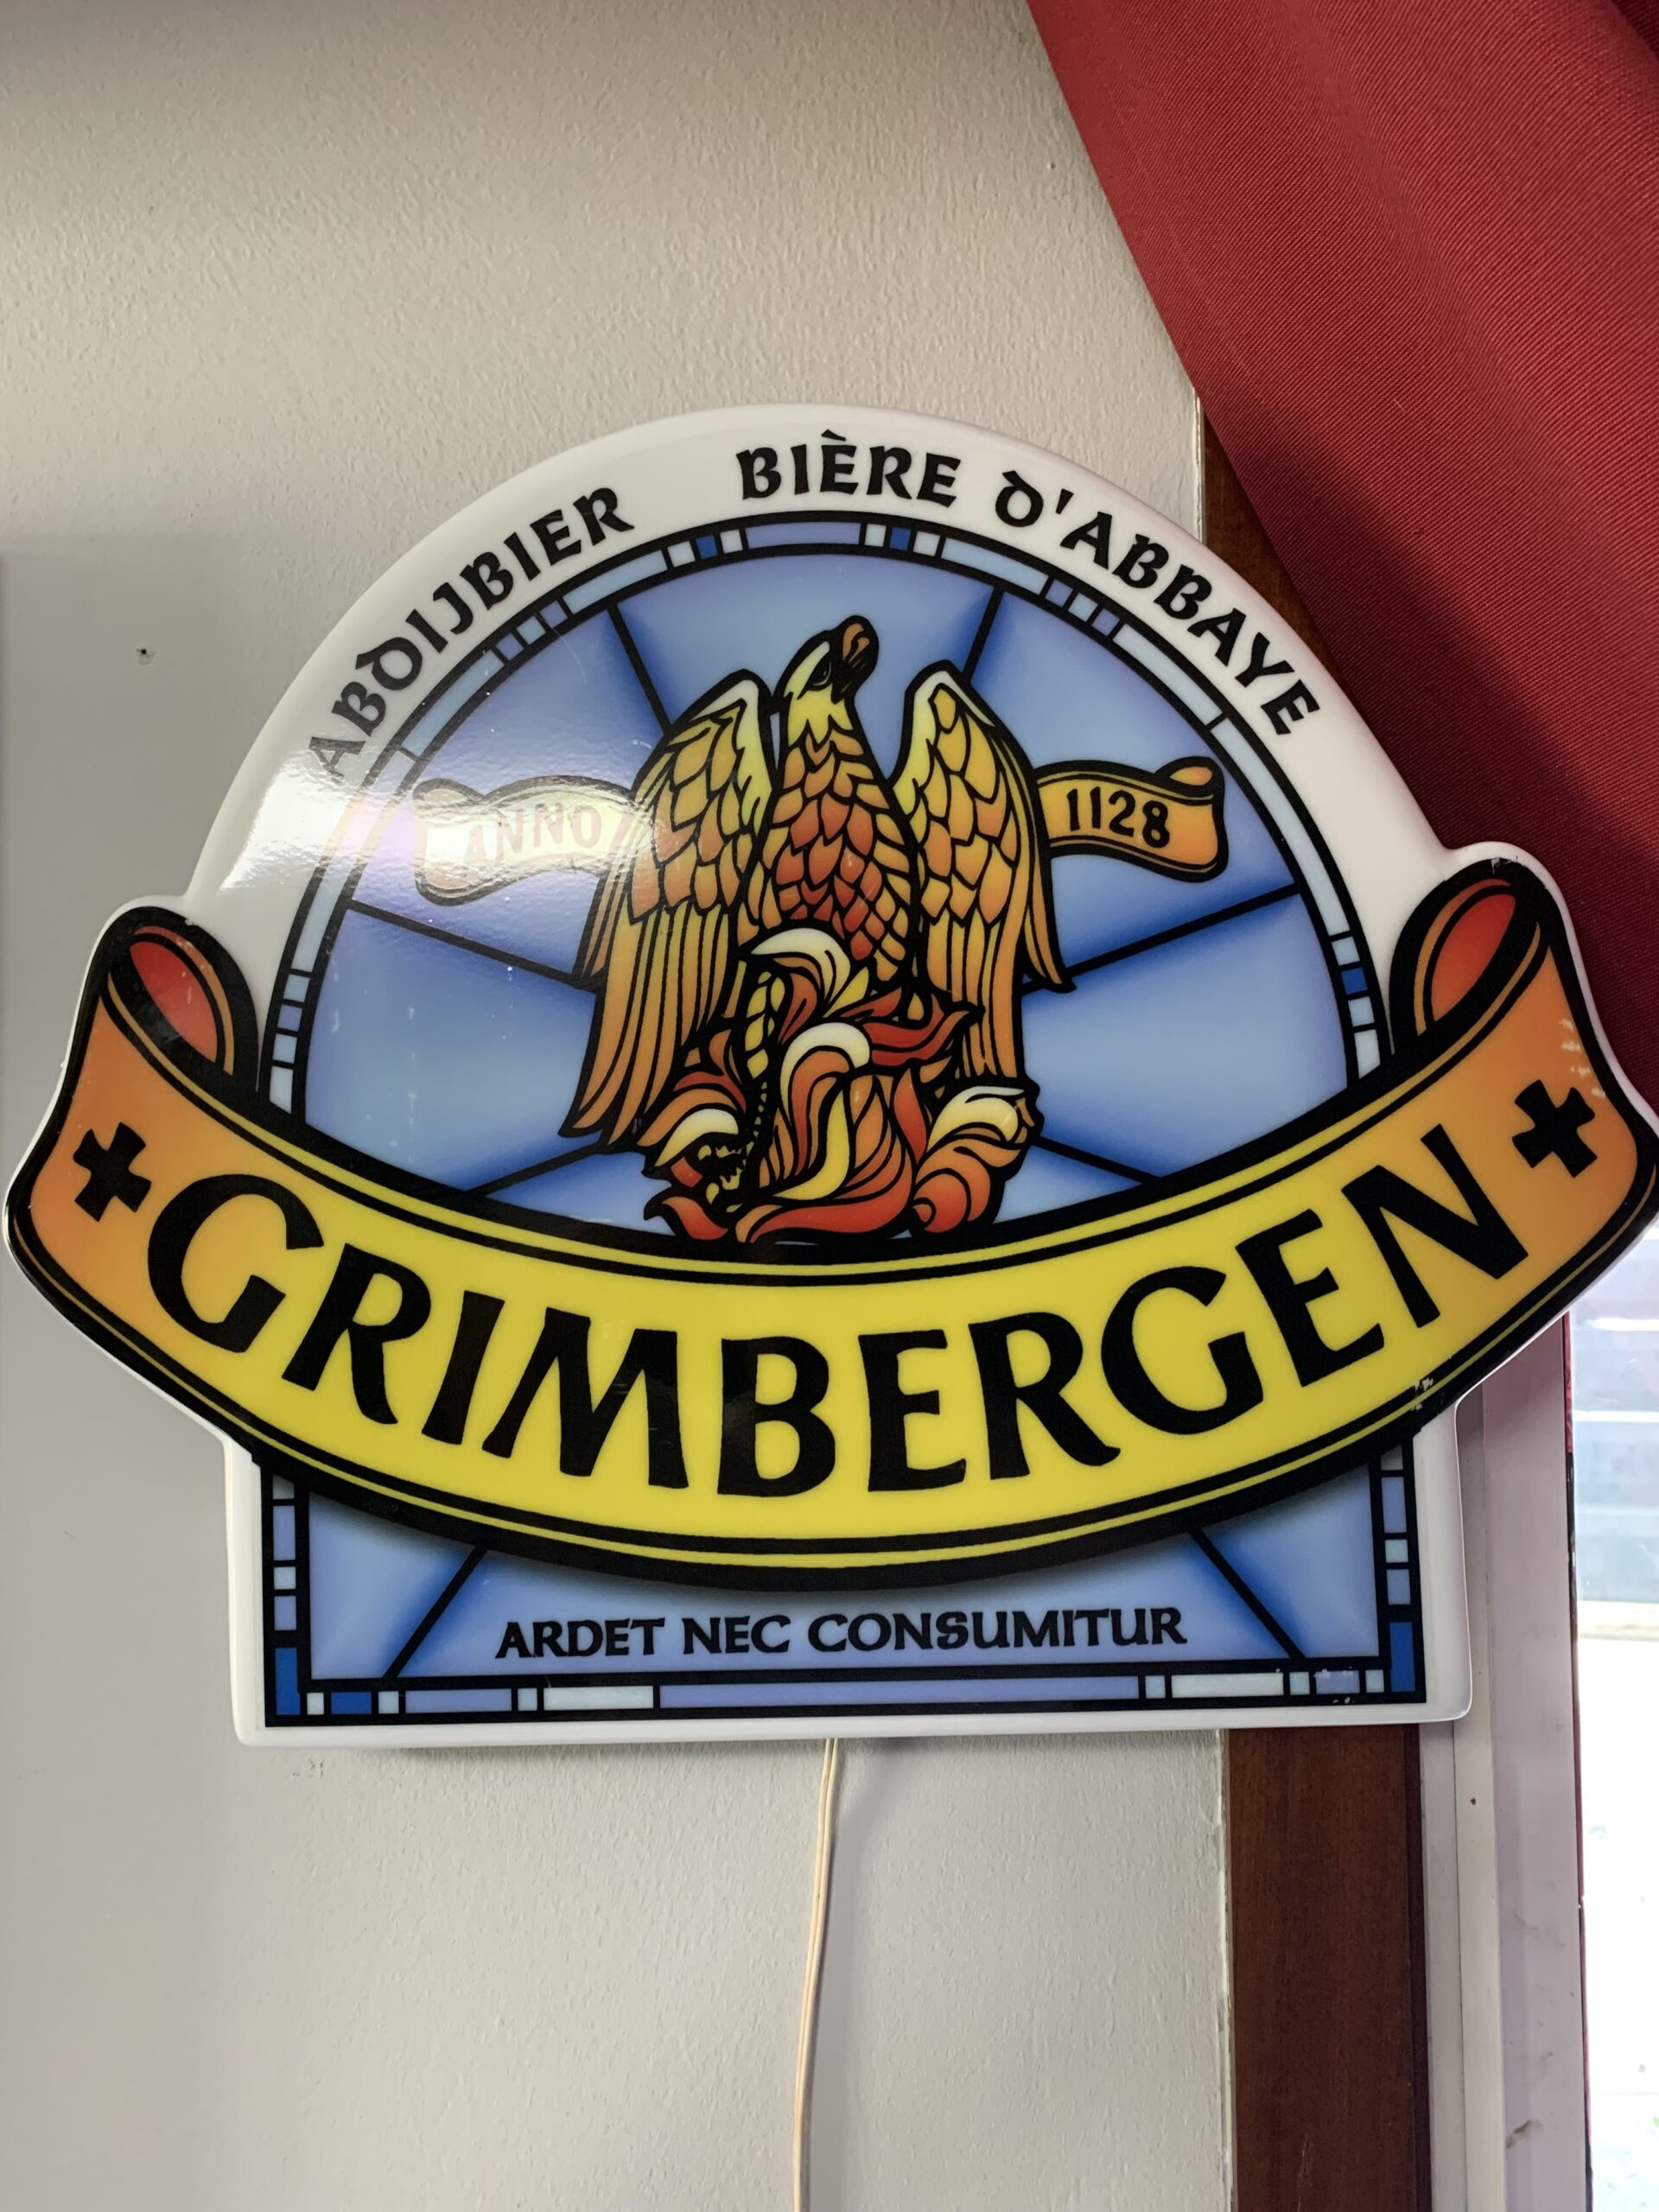 ABDIJBIER BIÈRE D'ABBAYE
ANNO 1128
GRIMBERGEN
ARDET NEC CONSUMITUR